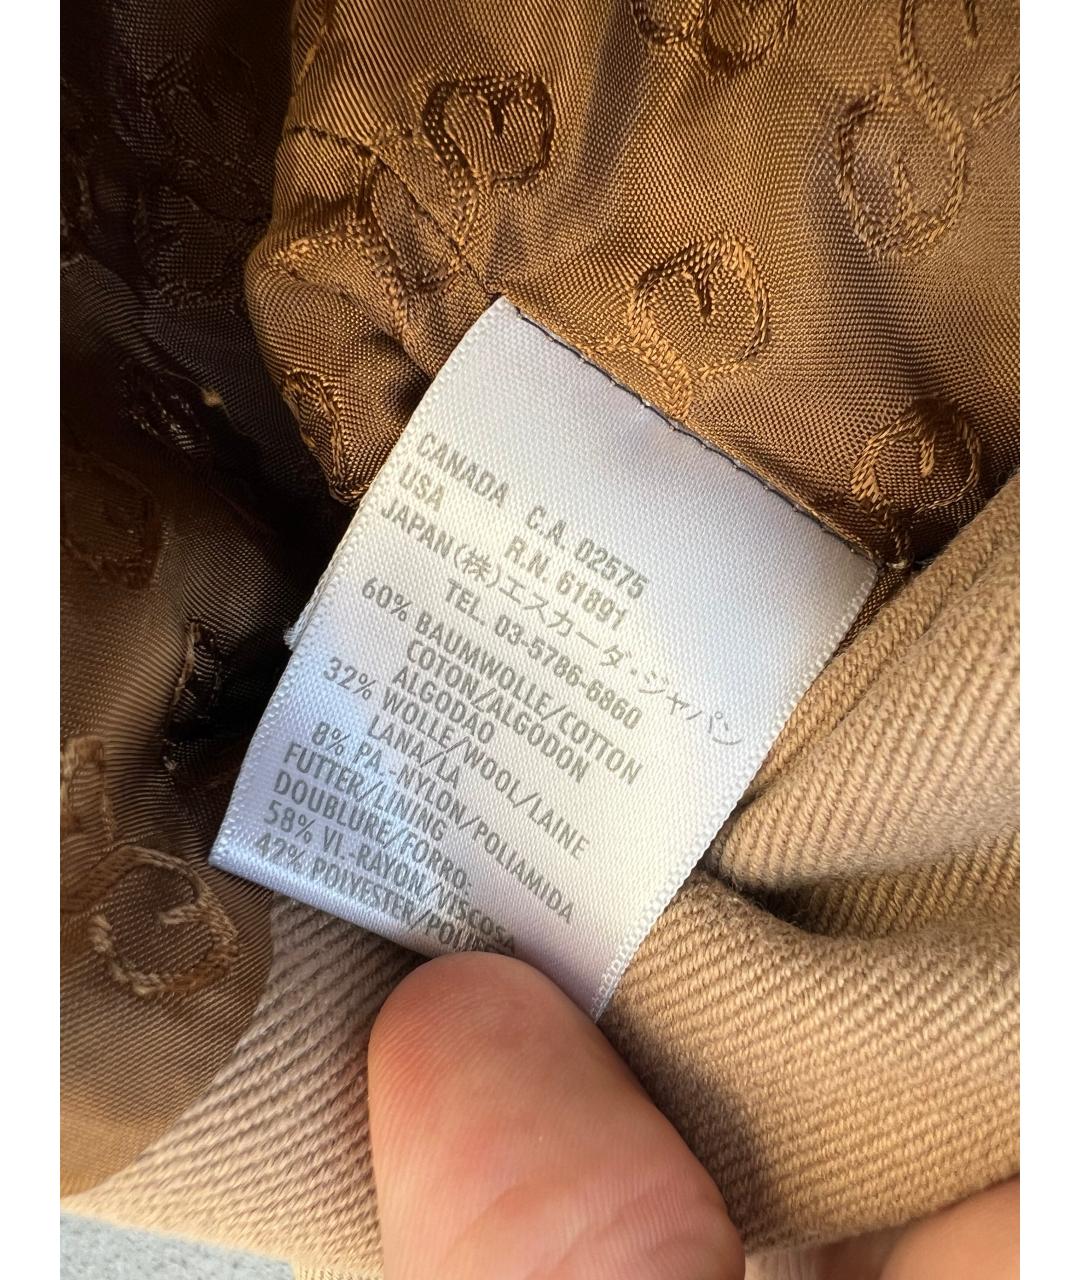 CANADA C.A. 02575
USA R.N. 61891
JAPAN (株)エスカーダ・ジャパン
TEL. 03-5786-6860
60% BAUMWOLLE/COTTON
COTON/ALGODON
ALGODAO
32% WOLLE/WOOL/LAINE
LANA/LA
8% PA.-NYLON/POLIAMIDA
FUTTER/LINING
DOUBLURE/FORRO:
58% VI.-RAYON/VISCOSA
42% POLYESTER/